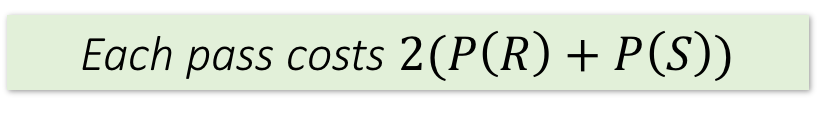 Each pass costs 2(P(R) + P(S))